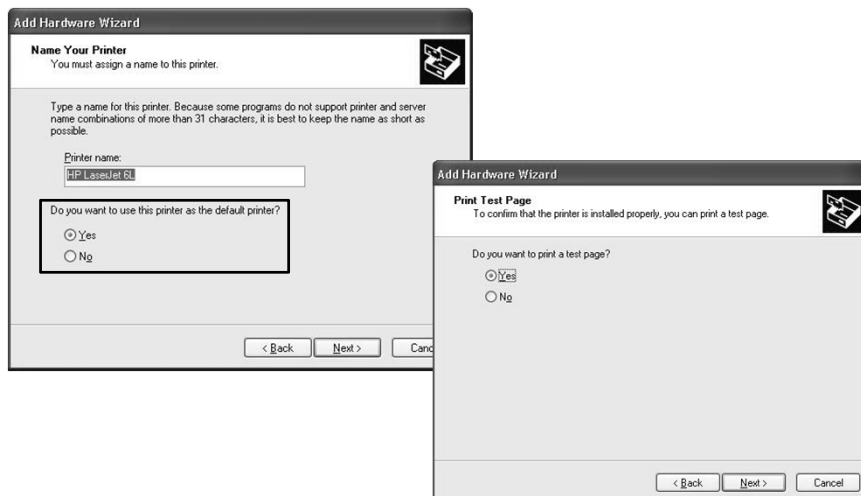 Add Hardware Wizard
Name Your Printer
You must assign a name to this printer.
Type a name for this printer. Because some programs do not support printer and server
name combinations of more than 31 characters, it is best to keep the name as short as
possible.
Printer name:
HP LaserJet 6L
Do you want to use this printer as the default printer?
Yes
No
< Back Next > Canc
Add Hardware Wizard
Print Test Page
To confirm that the printer is installed properly, you can print a test page.
Do you want to print a test page?
Yes
No
< Back Next > Cancel